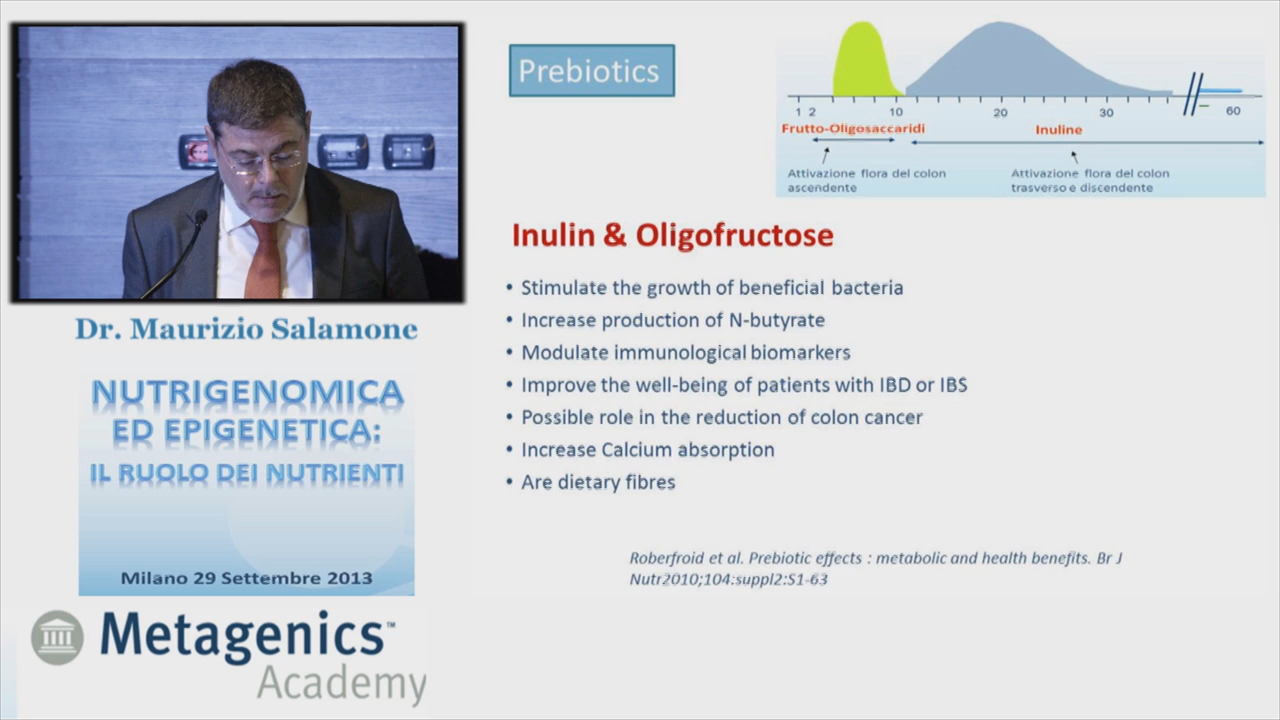 Dr. Maurizio Salamone
NUTRIGENOMICA
ED EPIGENETICA:
IL RUOLO DEI NUTRIENTI
Milano 29 Settembre 2013
Metagenics™
Academy
Prebiotics
1 2 10 20 30 60
Frutto-Oligosaccaridi Inuline
Attivazione flora del colon
ascendente
Attivazione flora del colon
trasverso e discendente
Inulin & Oligofructose
• Stimulate the growth of beneficial bacteria
• Increase production of N-butyrate
• Modulate immunological biomarkers
• Improve the well-being of patients with IBD or IBS
• Possible role in the reduction of colon cancer
• Increase Calcium absorption
• Are dietary fibres
Roberfroid et al. Prebiotic effects : metabolic and health benefits. Br J
Nutr2010;104:suppl2:S1-63